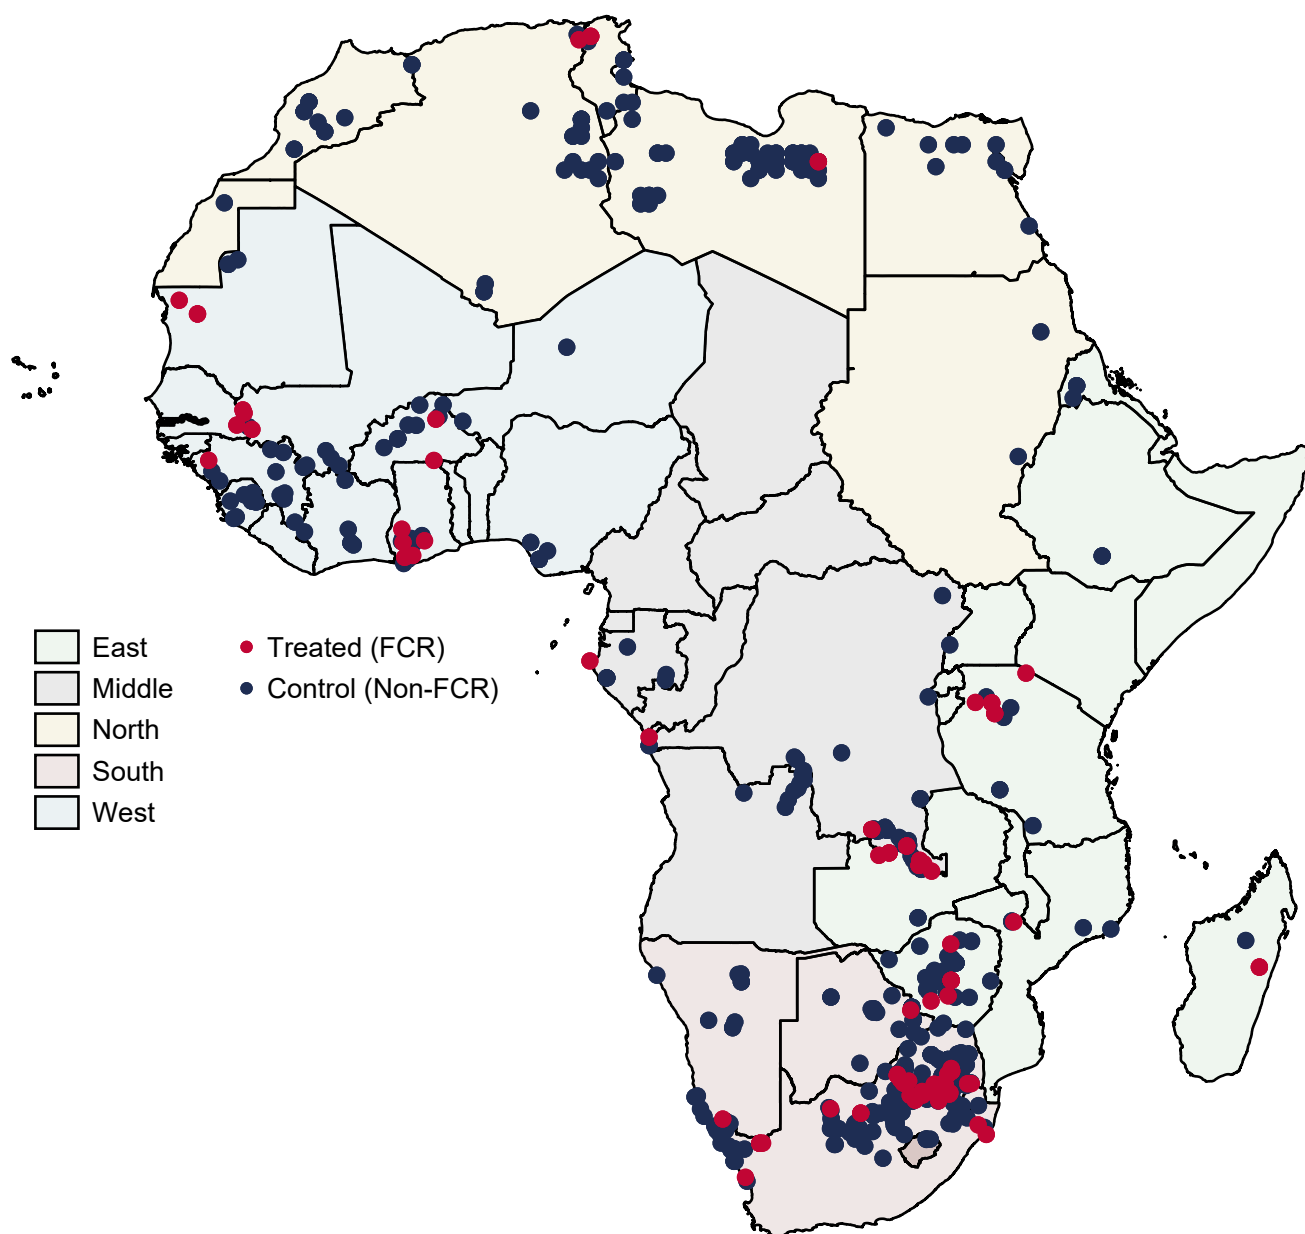 East
Middle
North
South
West
Treated (FCR)
Control (Non-FCR)